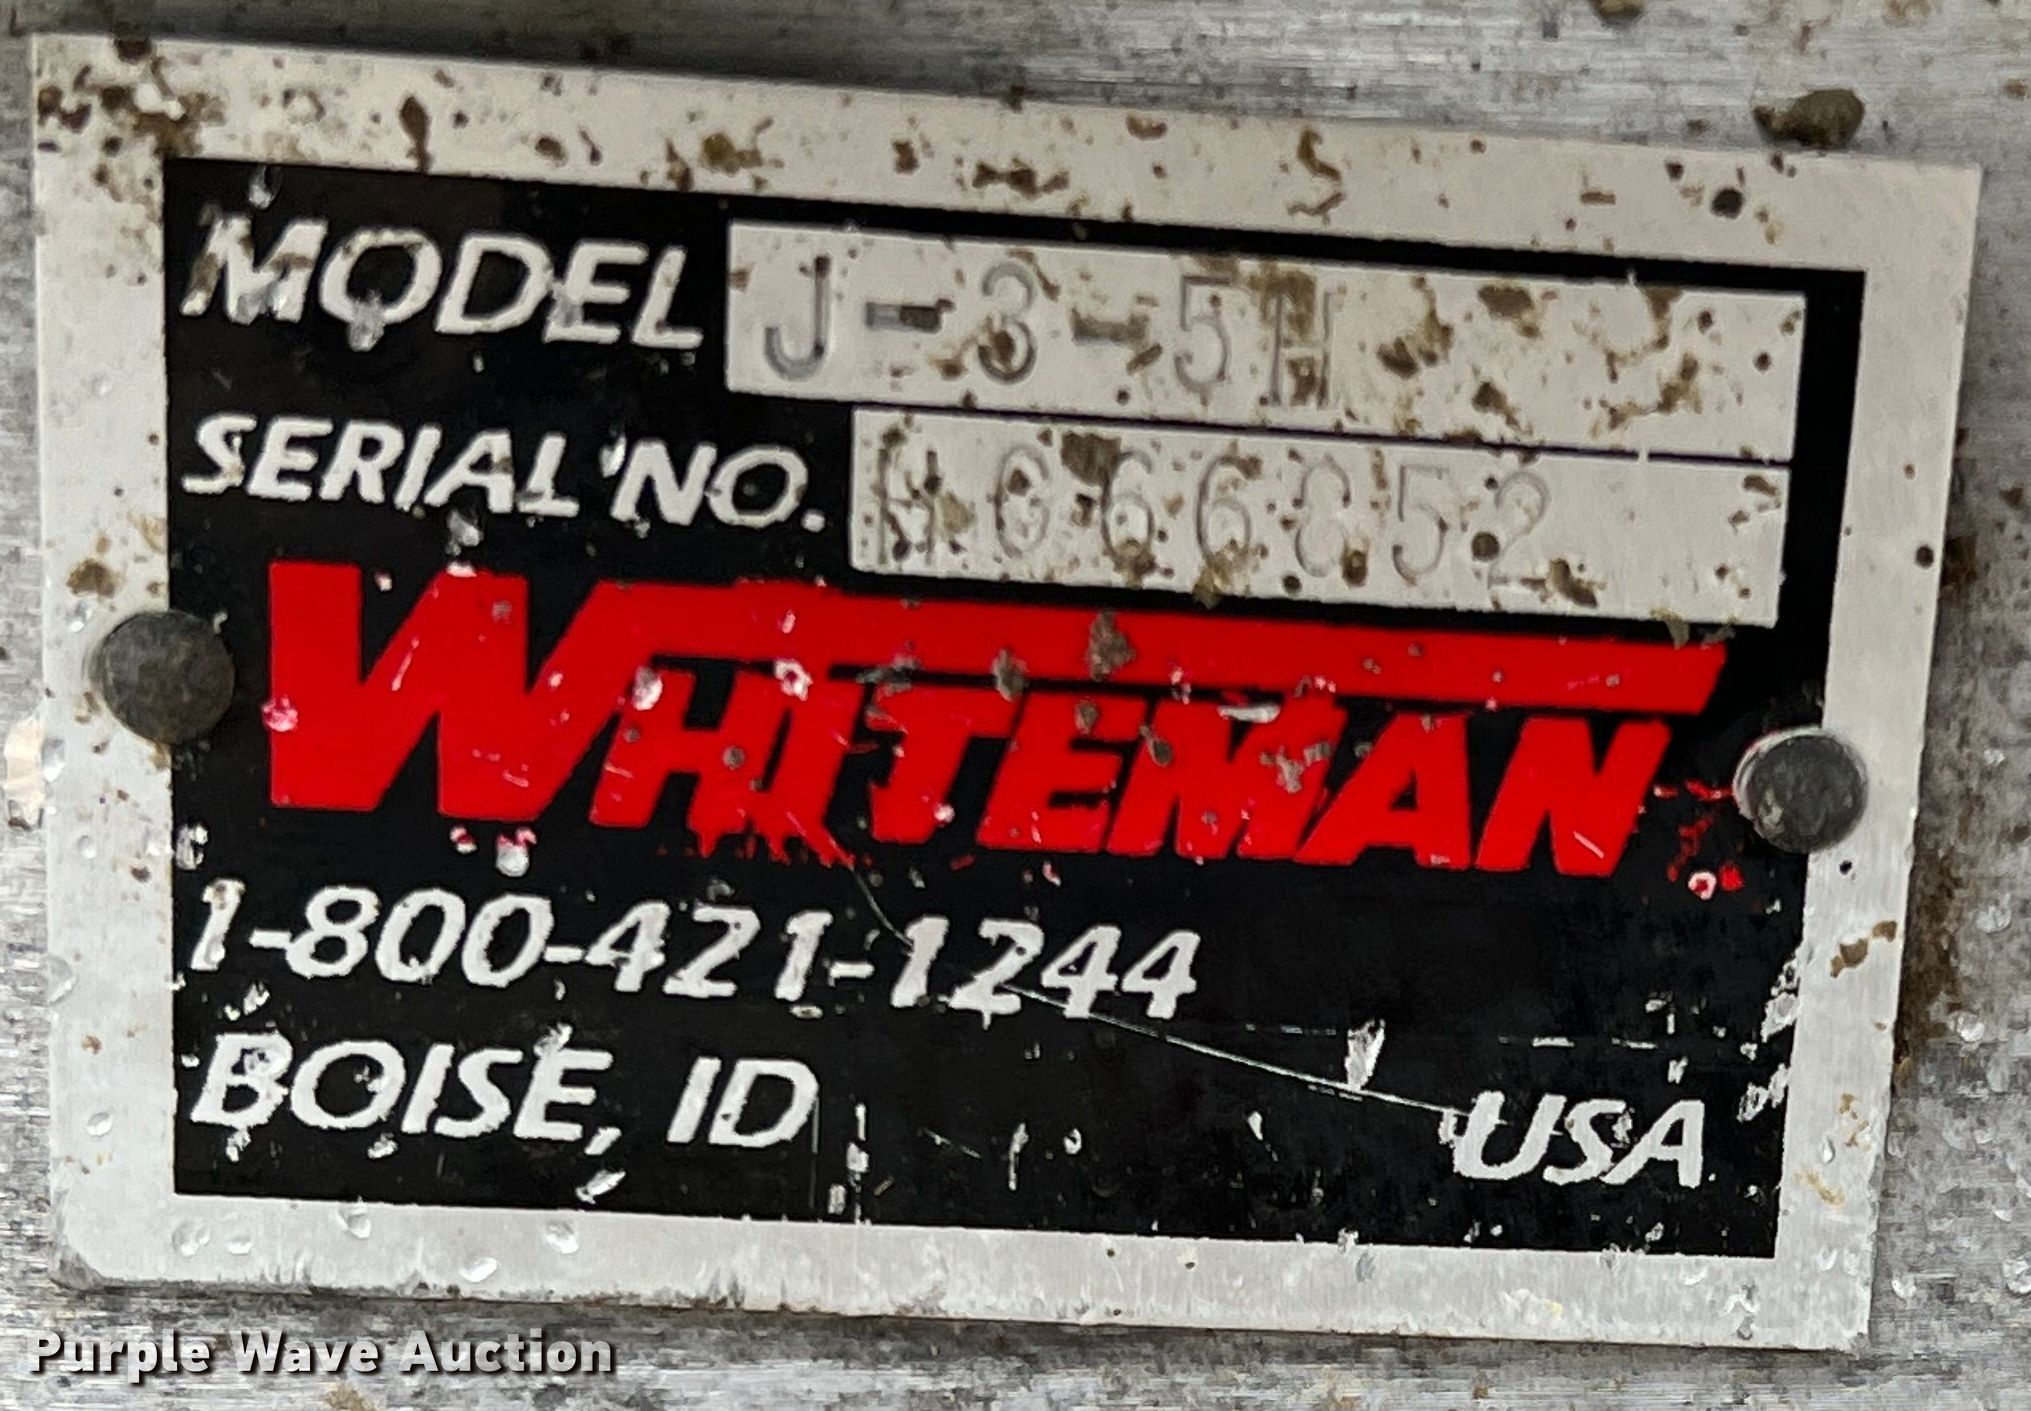 MODEL J-3-5H
SERIAL NO.
WHITEMAN
1-800-421-1244
BOISE, ID
USA
Purple Wave Auction